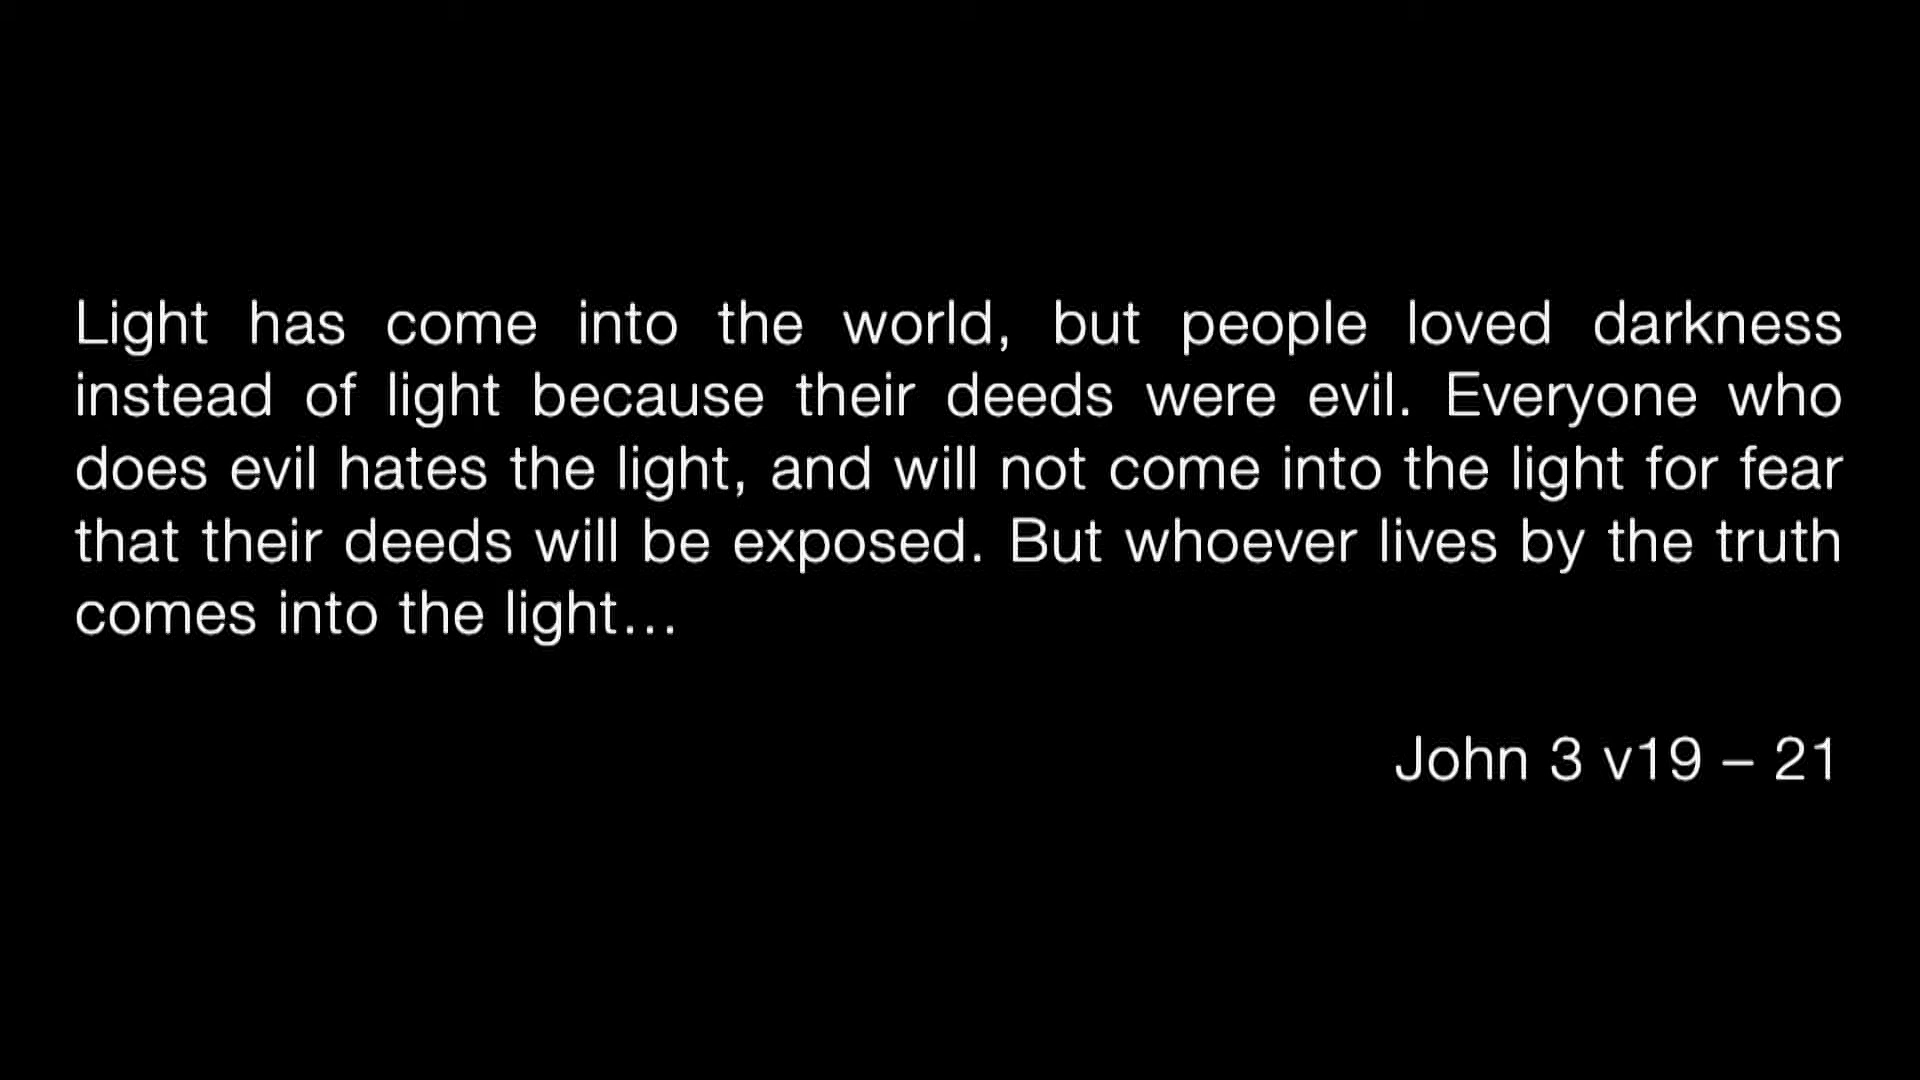 Light has come into the world, but people loved darkness
instead of light because their deeds were evil. Everyone who
does evil hates the light, and will not come into the light for fear
that their deeds will be exposed. But whoever lives by the truth
comes into the light…
John 3 v19 – 21